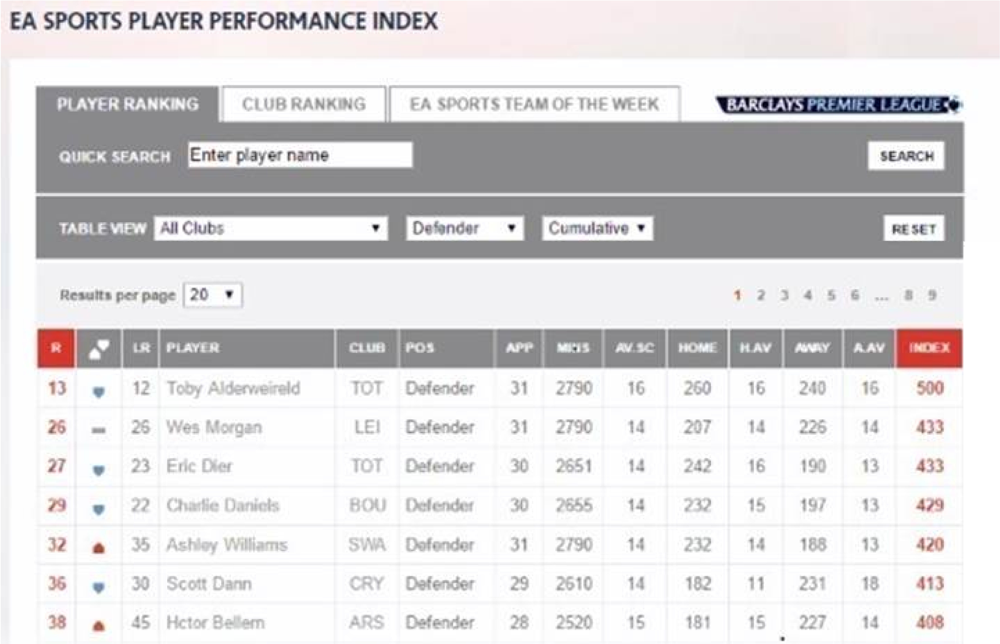 EA SPORTS PLAYER PERFORMANCE INDEX
PLAYER RANKING CLUB RANKING EA SPORTS TEAM OF THE WEEK BARCLAYS PREMIER LEAGUE
QUICK SEARCH Enter player name SEARCH
TABLE VIEW All Clubs Defender Cumulative RESET
Results per page 20 1 2 3 4 5 6 ... 8 9
R LR PLAYER CLUB POS APP MINS AV.SC HOME H.AV AWAY A.AV INDEX
13 12 Toby Alderweireld TOT Defender 31 2790 16 260 16 240 16 500
26 26 Wes Morgan LEI Defender 31 2790 14 207 14 226 14 433
27 23 Eric Dier TOT Defender 30 2651 14 242 16 190 13 433
29 22 Charlie Daniels BOU Defender 30 2655 14 232 15 197 13 429
32 35 Ashley Williams SWA Defender 31 2790 14 232 14 188 13 420
36 30 Scott Dann CRY Defender 29 2610 14 182 11 231 18 413
38 45 Hctor Bellern ARS Defender 28 2520 15 181 15 227 14 408